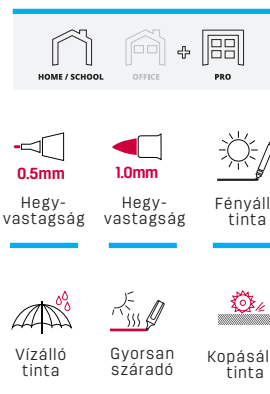 HOME / SCHOOL OFFICE + PRO
0.5mm 1.0mm
Hegy-
vastagság
Hegy-
vastagság
Fényáll
tinta
Vízálló
tinta
Gyorsan
száradó
Kopásál
tinta